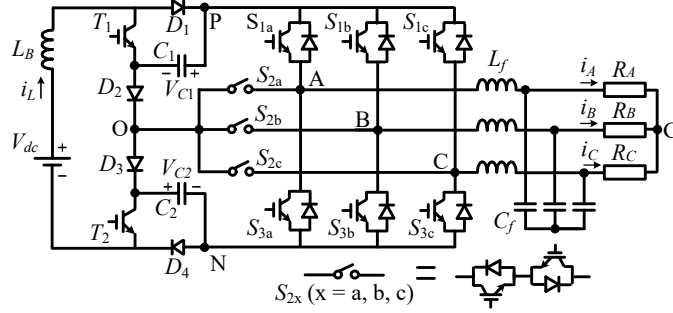 T1 D1 P S1a S1b S1c
LB C1 Lf iA RA
iL D2 − + VC1 S2a A
O S2b B iB RB G
Vdc + − D3 VC2 S2c C iC RC
+ − C2
T2 D4 N S3a S3b S3c Cf
S2x (x = a, b, c) =